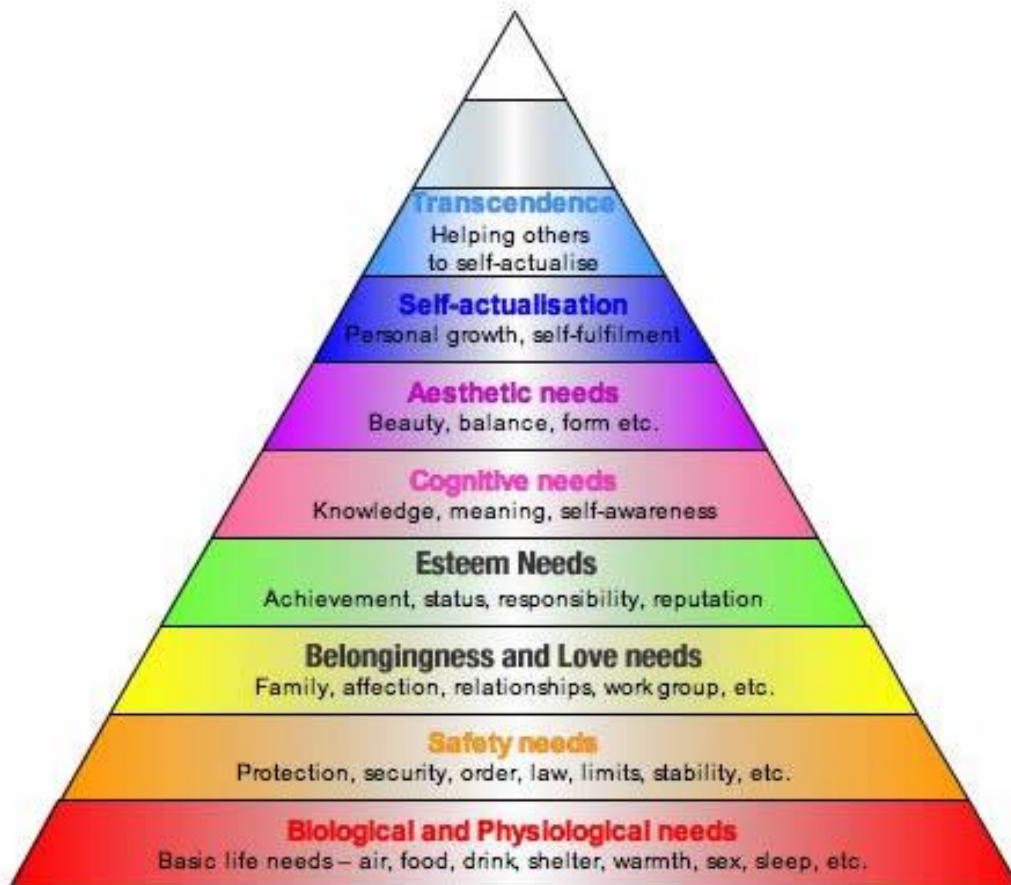 Transcendence
Helping others
to self-actualise
Self-actualisation
Personal growth, self-fulfilment
Aesthetic needs
Beauty, balance, form etc.
Cognitive needs
Knowledge, meaning, self-awareness
Esteem Needs
Achievement, status, responsibility, reputation
Belongingness and Love needs
Family, affection, relationships, work group, etc.
Safety needs
Protection, security, order, law, limits, stability, etc.
Biological and Physiological needs
Basic life needs – air, food, drink, shelter, warmth, sex, sleep, etc.